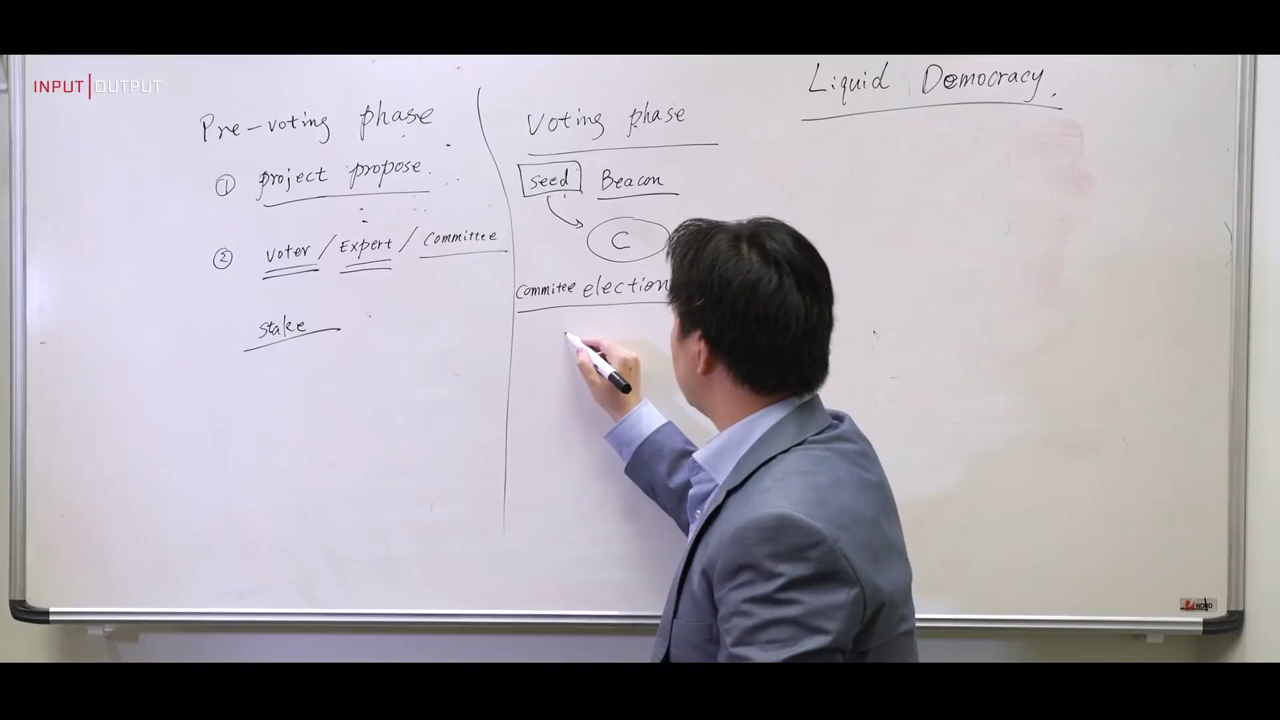 INPUT|OUTPUT
Liquid Democracy.
Pre-voting phase
① project propose.
② voter / Expert / Committee
stake
Voting phase
seed Beacon
C
Commitee election